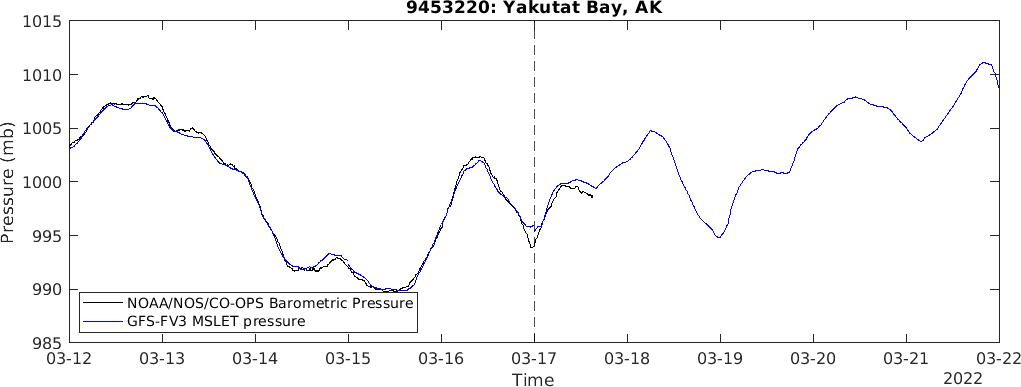 9453220: Yakutat Bay, AK
Pressure (mb)
1015
1010
1005
1000
995
990
985
NOAA/NOS/CO-OPS Barometric Pressure
GFS-FV3 MSLET pressure
03-12 03-13 03-14 03-15 03-16 03-17 03-18 03-19 03-20 03-21 03-22
Time
2022